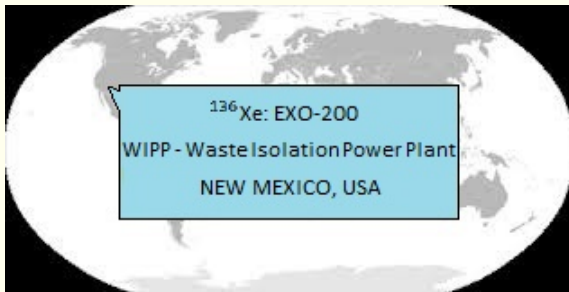 ¹³⁶Xe: EXO-200
WIPP - Waste Isolation Power Plant
NEW MEXICO, USA